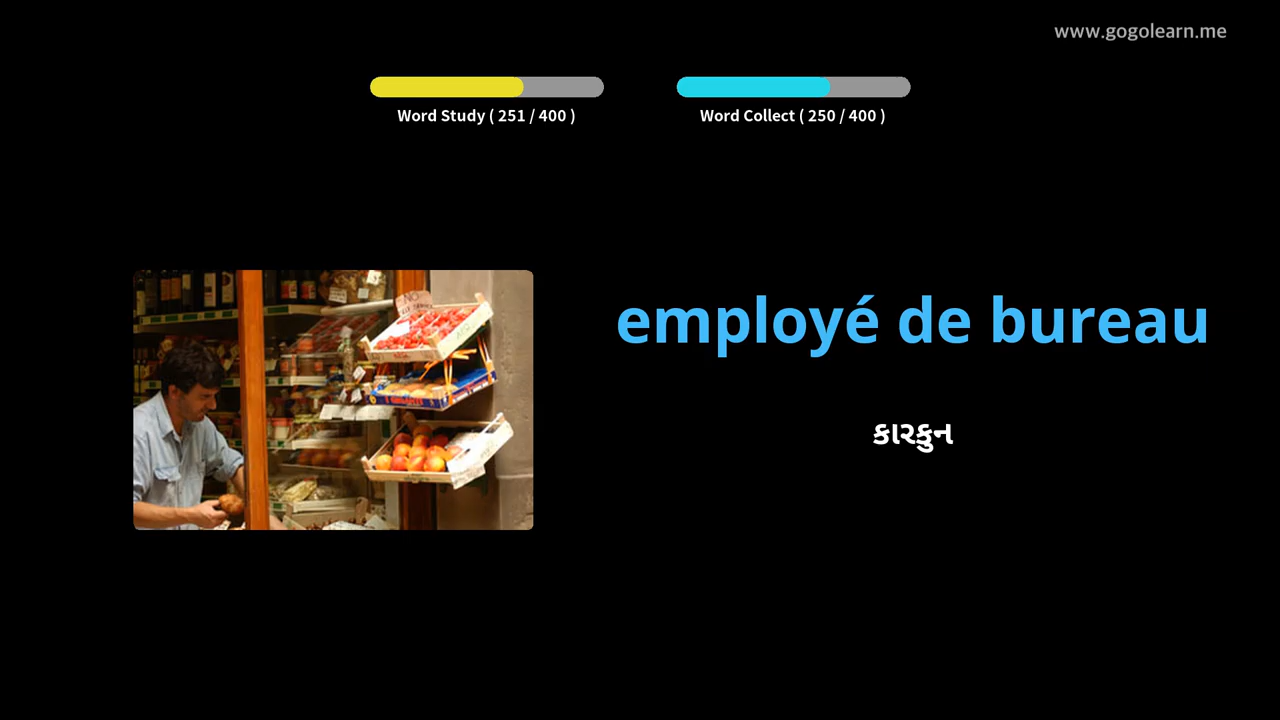 www.gogolearn.me
Word Study ( 251 / 400 )
Word Collect ( 250 / 400 )
employé de bureau
કારકુન